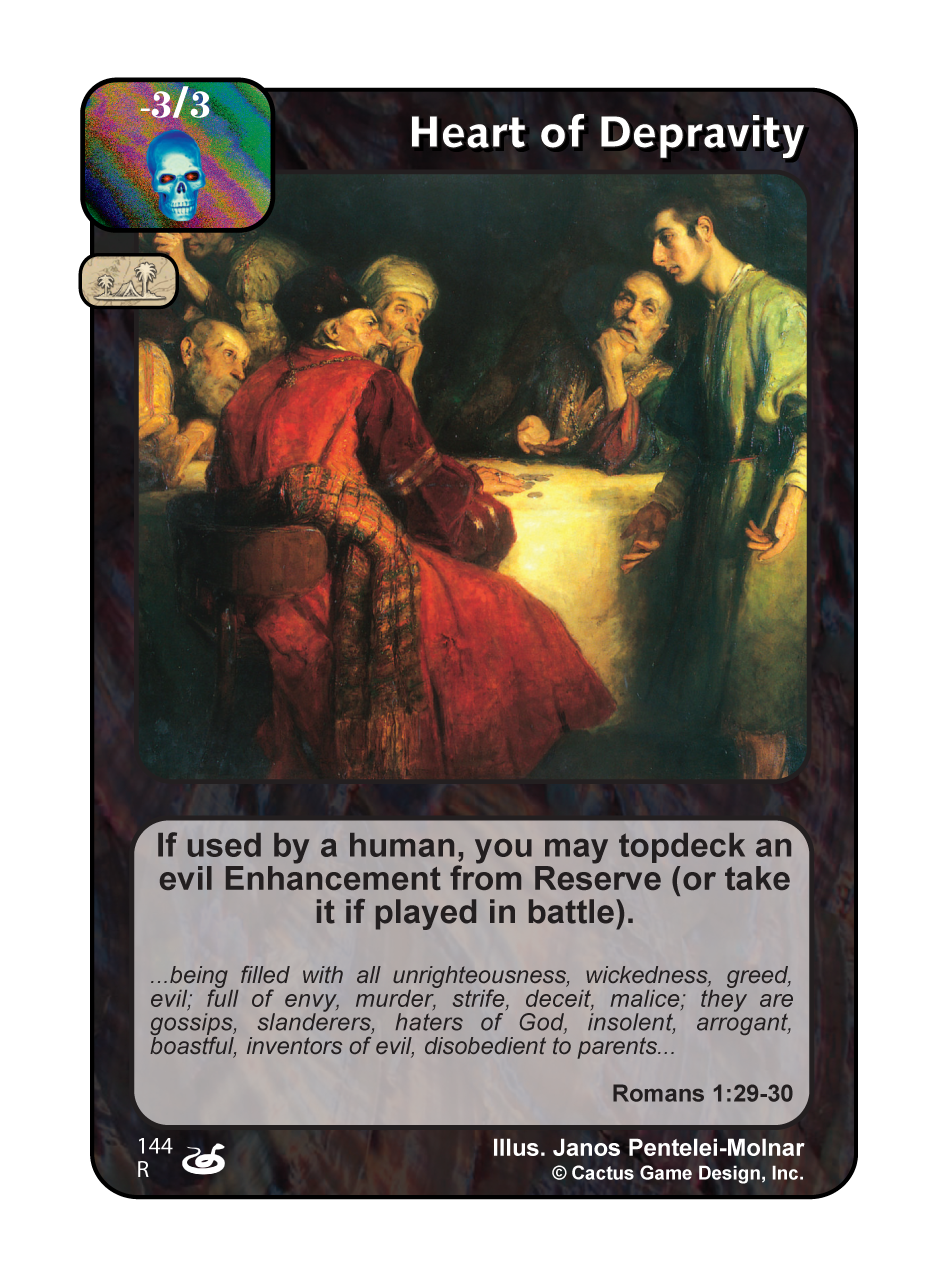 -3/3
Heart of Depravity
If used by a human, you may topdeck an
evil Enhancement from Reserve (or take
it if played in battle).
...being filled with all unrighteousness, wickedness, greed,
evil; full of envy, murder, strife, deceit, malice; they are
gossips, slanderers, haters of God, insolent, arrogant,
boastful, inventors of evil, disobedient to parents...
Romans 1:29-30
144
R
Illus. Janos Pentelei-Molnar
© Cactus Game Design, Inc.